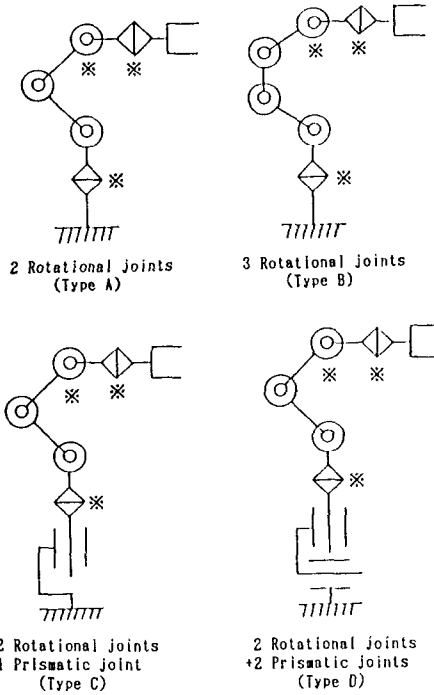 ※ ※
※
2 Rotational joints
(Type A)
※ ※
※
3 Rotational joints
(Type B)
※ ※
※
2 Rotational joints
1 Prismatic joint
(Type C)
※ ※
※
2 Rotational joints
+2 Prismatic joints
(Type D)